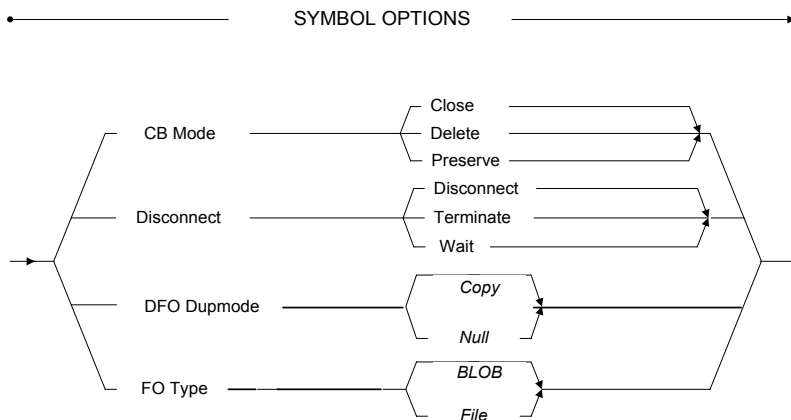 SYMBOL OPTIONS
CB Mode
Close
Delete
Preserve
Disconnect
Disconnect
Terminate
Wait
DFO Dupmode
Copy
Null
FO Type
BLOB
File